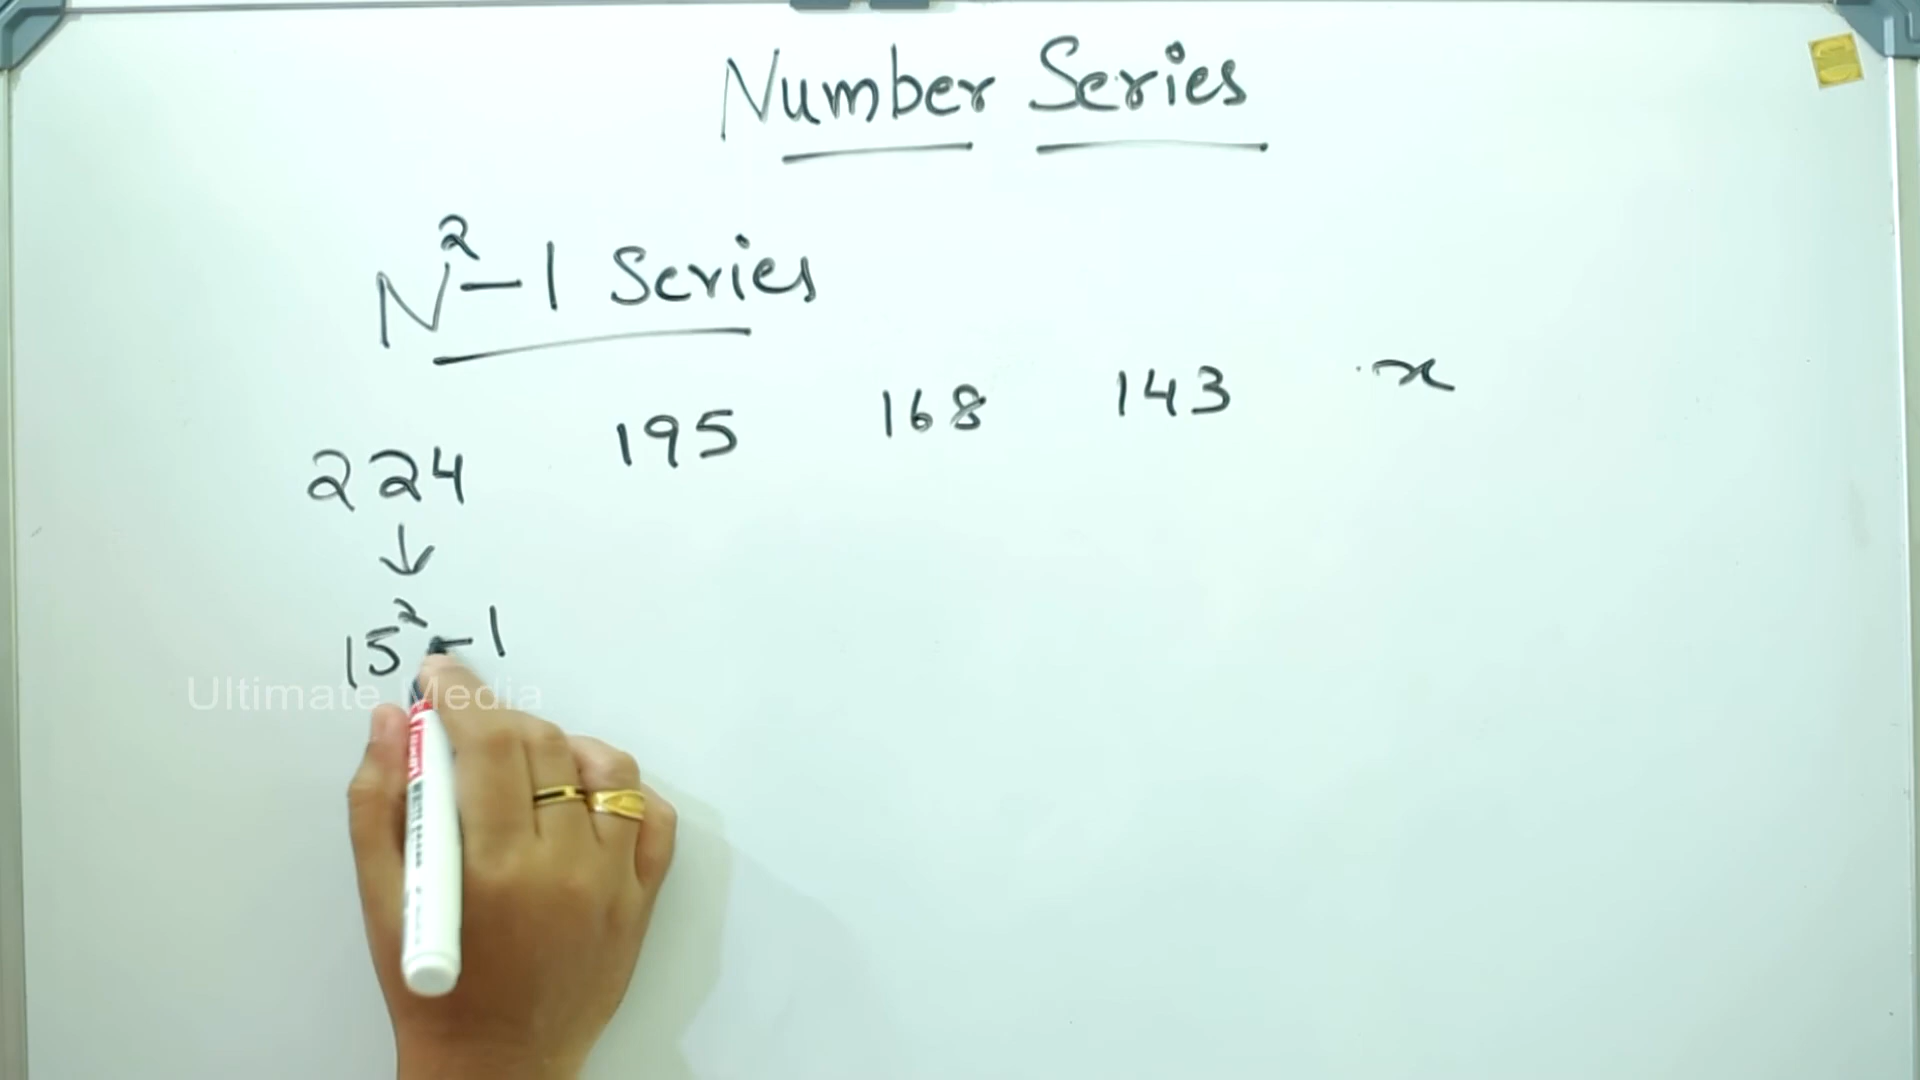 Number Series
N²-1 Series
224 195 168 143 x
↓
15²-1
Ultimate Media